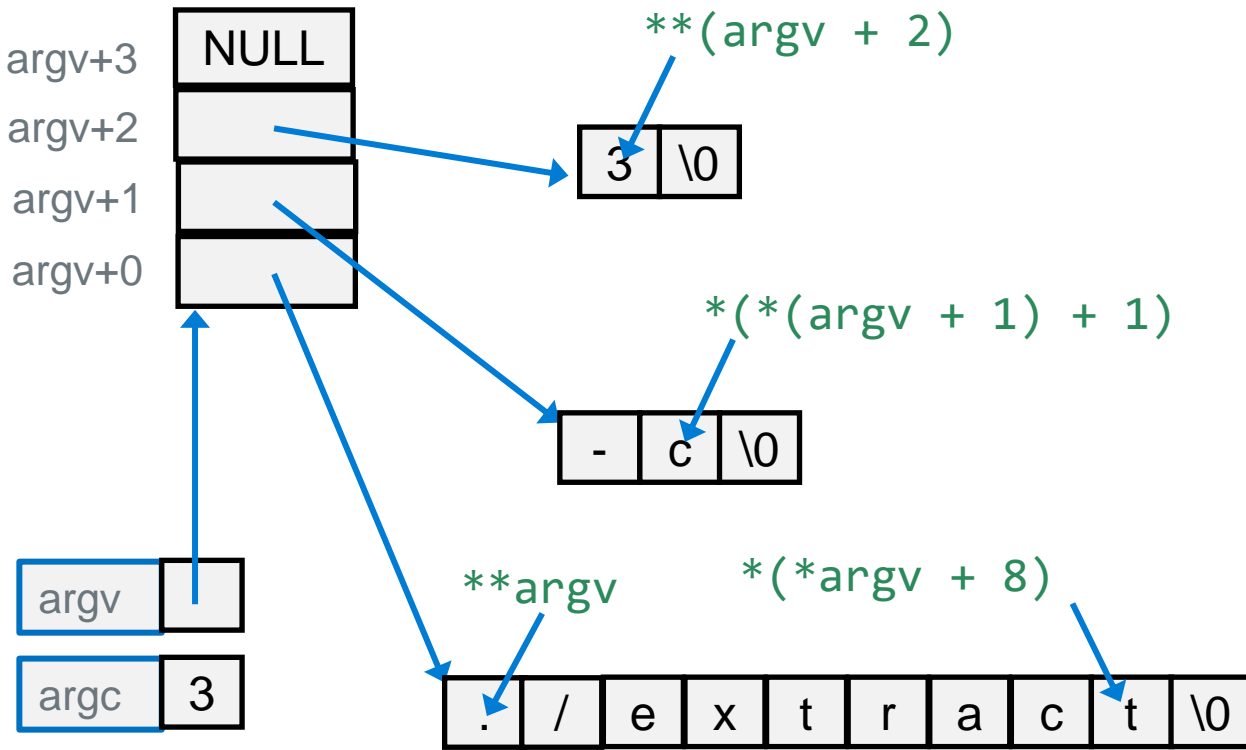 argv+3 NULL
**(argv + 2)
argv+2
3 \0
argv+1
argv+0
*(*(argv + 1) + 1)
- c \0
argv
**argv
*(*argv + 8)
argc 3
. / e x t r a c t \0